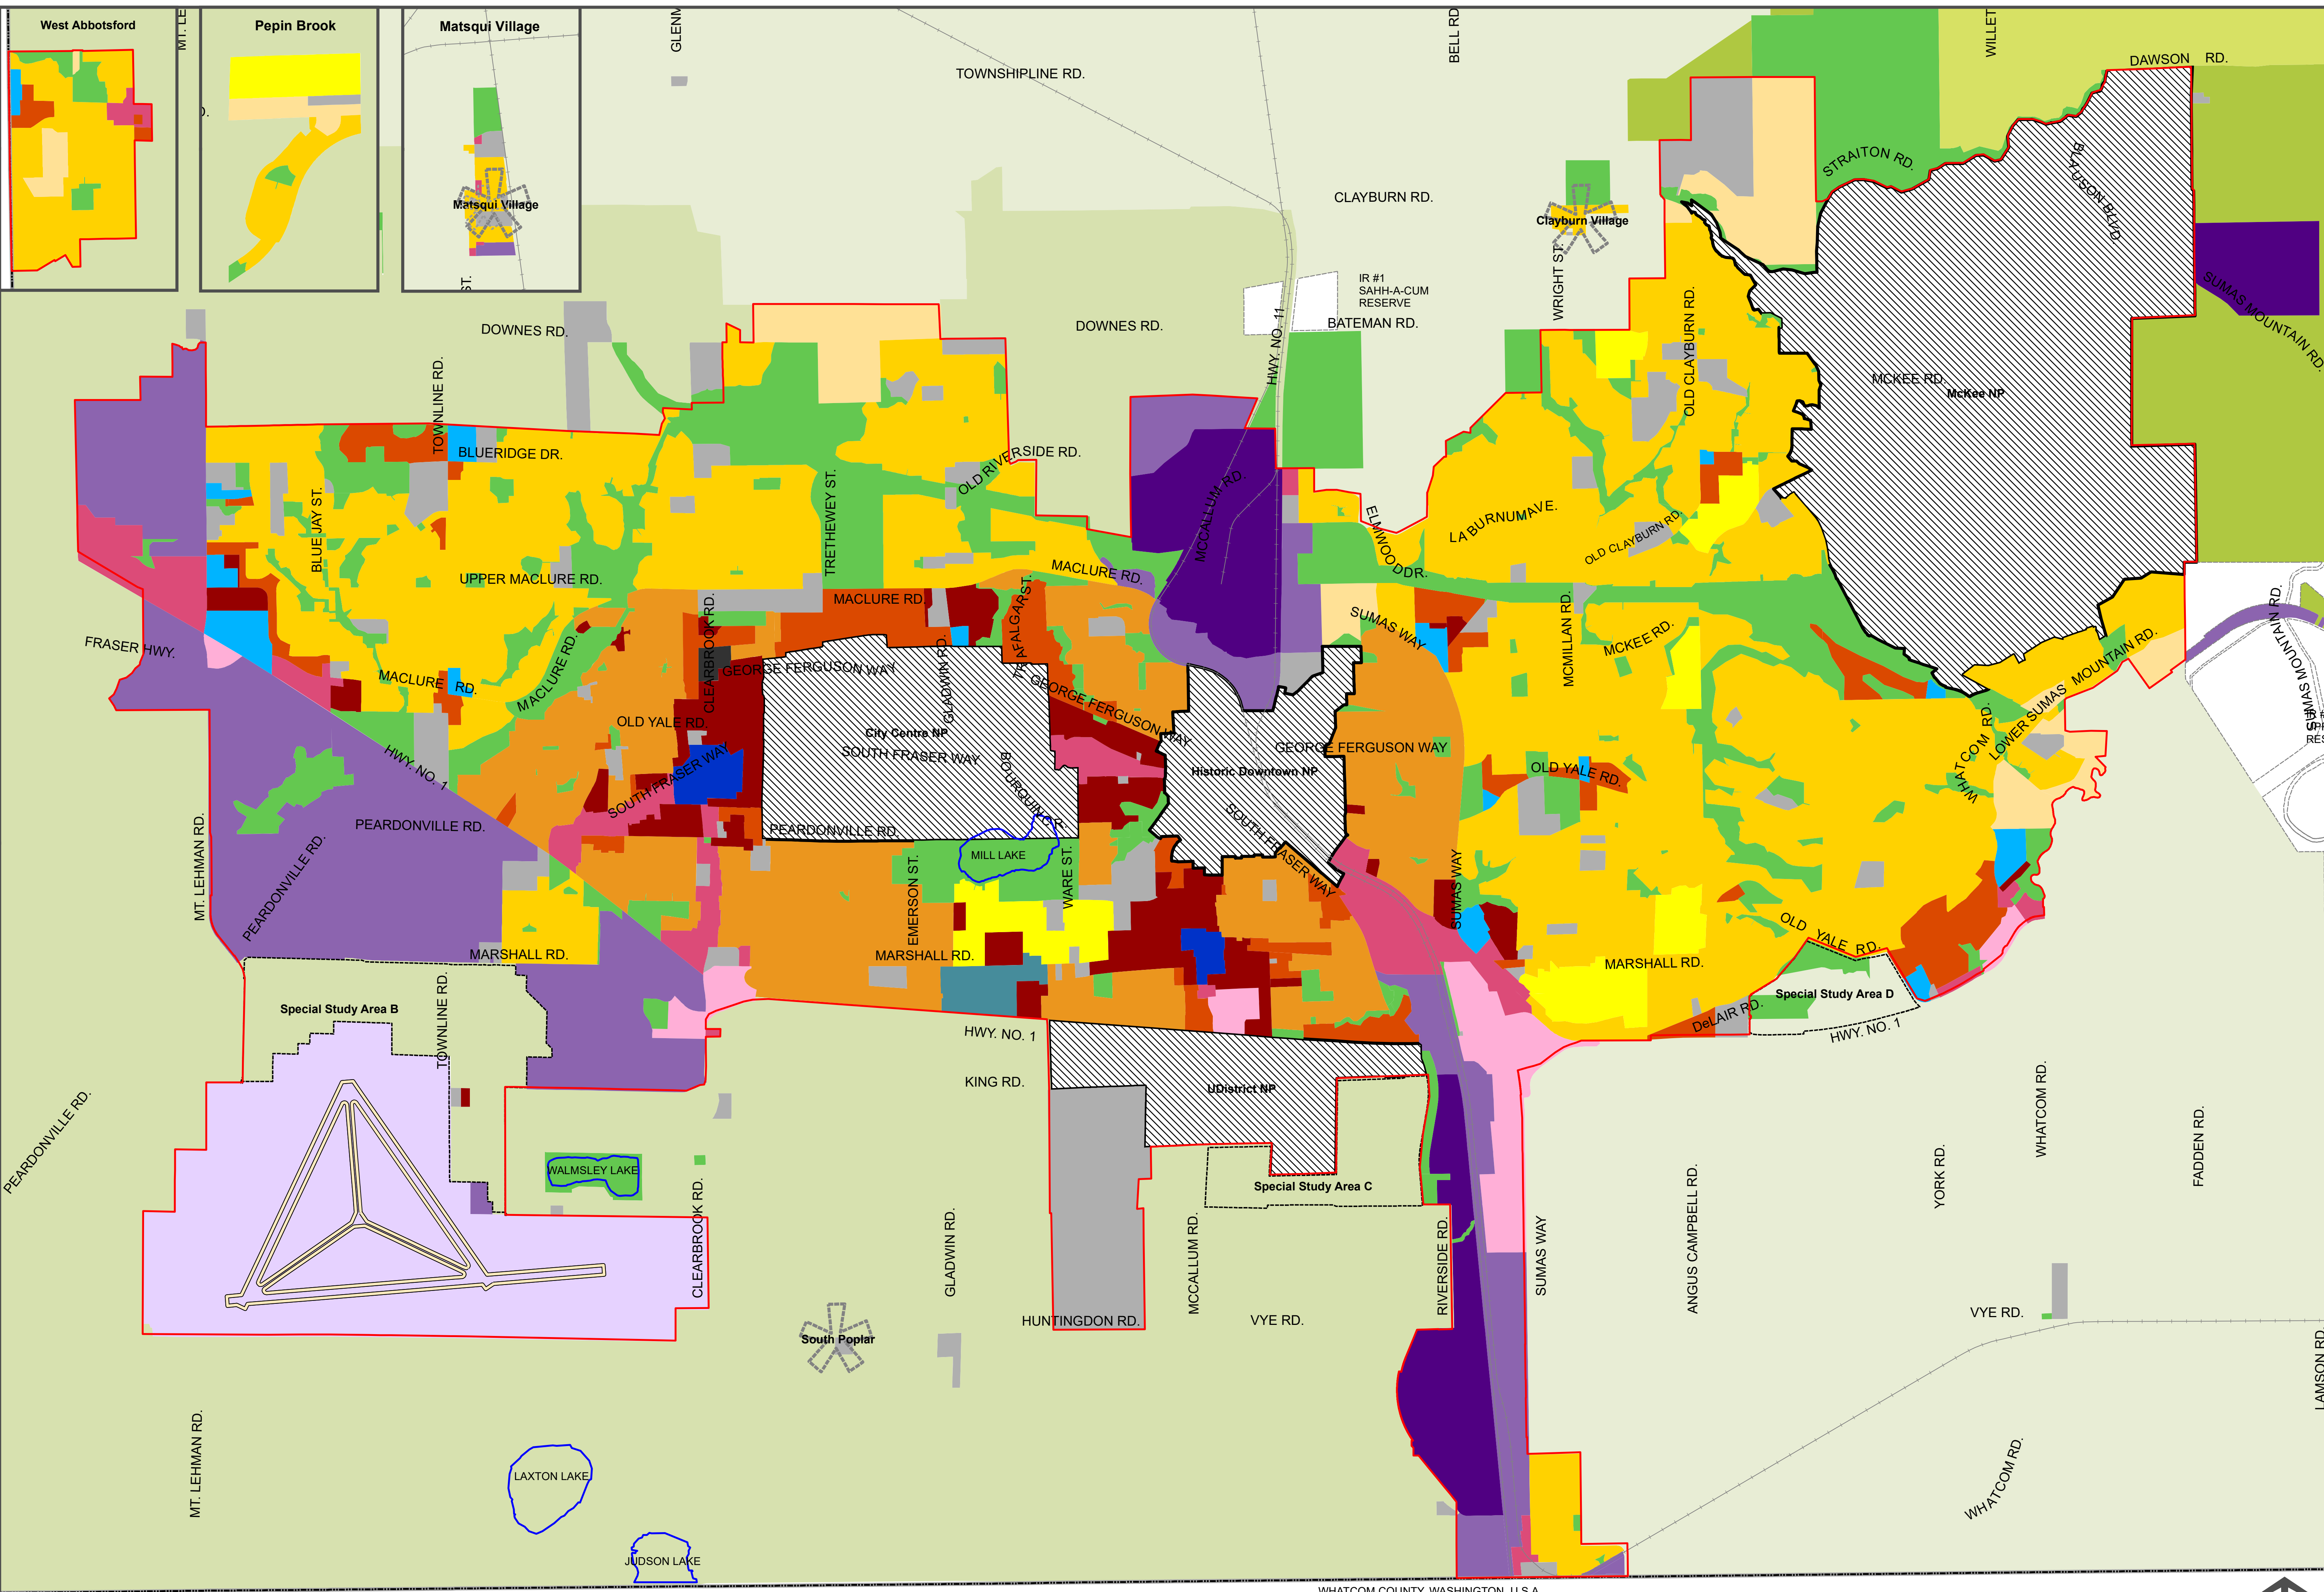 West Abbotsford
Pepin Brook
Matsqui Village
Matsqui Village
BELL RD
DAWSON RD.
TOWNSHIPLINE RD.
STRAITON RD.
BLAUSON BLVD
CLAYBURN RD.
Clayburn Village
WRIGHT ST.
IR #1
SAHH-A-CUM
RESERVE
BATEMAN RD.
HWY. NO. 11
DOWNES RD.
DOWNES RD.
SUMAS MOUNTAIN RD.
OLD CLAYBURN RD.
MCKEE RD.
McKee NP
TOWNLINE RD.
BLUERIDGE DR.
BLUE JAY ST.
OLD RIVERSIDE RD.
TRETHEWEY ST.
MCCALLUM RD.
ELMWOOD DR.
LABURNUM AVE.
OLD CLAYBURN RD.
UPPER MACLURE RD.
MACLURE RD.
MACLURE RD.
CLEARBROOK RD.
TRAFALGAR ST.
SUMAS WAY
MCMILLAN RD.
MCKEE RD.
FRASER HWY.
MACLURE RD.
MACLURE RD.
GEORGE FERGUSON WAY
GLADWIN RD.
GEORGE FERGUSON WAY
GEORGE FERGUSON WAY
SUMAS MOUNTAIN RD.
LOWER SUMAS MOUNTAIN RD.
WHATCOM RD.
OLD YALE RD.
City Centre NP
SOUTH FRASER WAY
SOUTH FRASER WAY
BOURQUIN CR.
Historic Downtown NP
OLD YALE RD.
HWY. NO. 1
PEARDONVILLE RD.
PEARDONVILLE RD.
PEARDONVILLE RD.
SOUTH FRASER WAY
MILL LAKE
MT. LEHMAN RD.
EMERSON ST.
WARE ST.
SUMAS WAY
OLD YALE RD.
MARSHALL RD.
MARSHALL RD.
MARSHALL RD.
Special Study Area B
Special Study Area D
DeLAIR RD.
HWY. NO. 1
TOWNLINE RD.
HWY. NO. 1
KING RD.
UDistrict NP
PEARDONVILLE RD.
WHATCOM RD.
FADDEN RD.
YORK RD.
WALMSLEY LAKE
CLEARBROOK RD.
Special Study Area C
GLADWIN RD.
MCCALLUM RD.
RIVERSIDE RD.
SUMAS WAY
ANGUS CAMPBELL RD.
HUNTINGDON RD.
VYE RD.
VYE RD.
South Poplar
LAMSON RD.
MT. LEHMAN RD.
LAXTON LAKE
JUDSON LAKE
WHATCOM RD.
WHATCOM COUNTY, WASHINGTON, U.S.A.